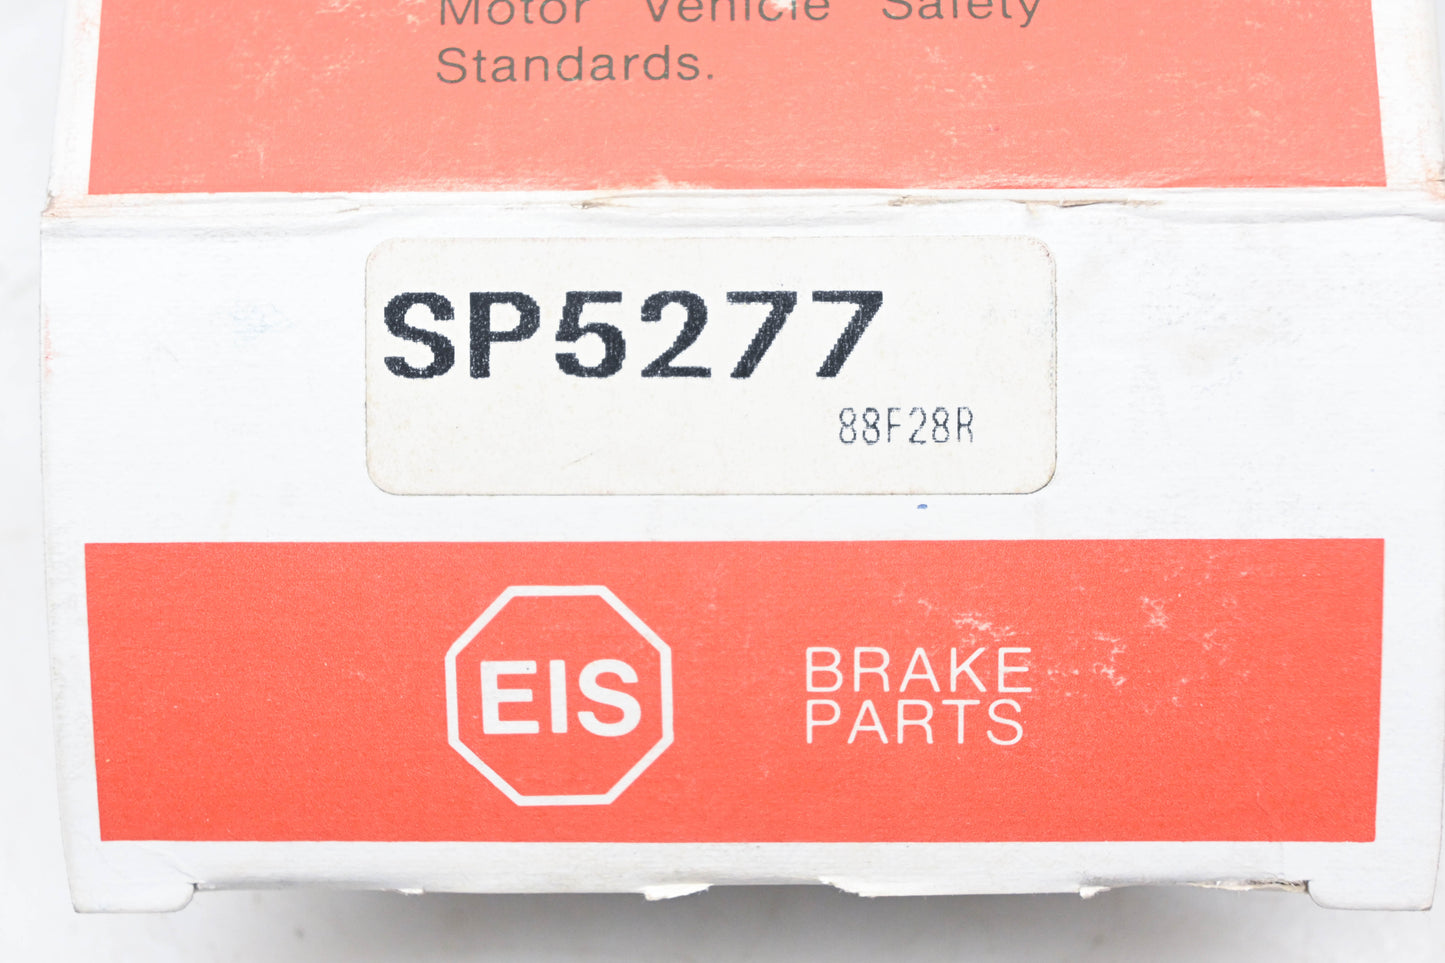 Motor Vehicle Safety
Standards.
SP5277
88F28R
EIS
BRAKE
PARTS